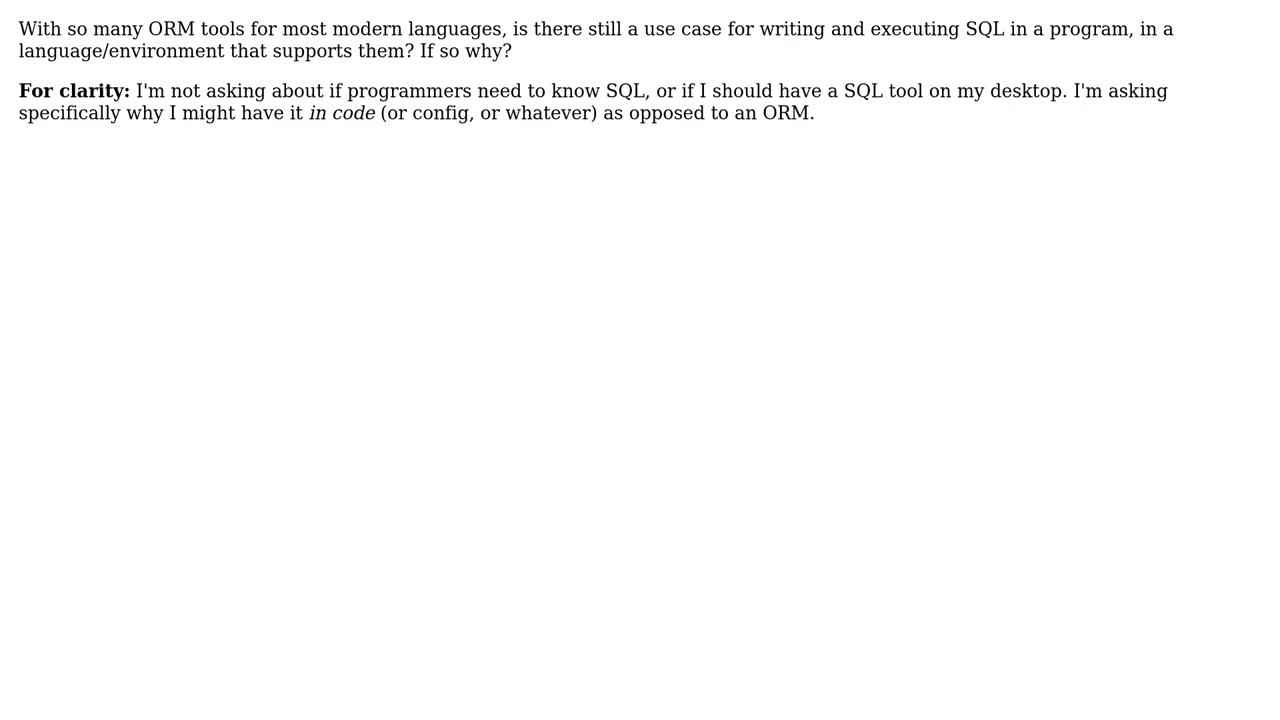 With so many ORM tools for most modern languages, is there still a use case for writing and executing SQL in a program, in a
language/environment that supports them? If so why?
For clarity: I'm not asking about if programmers need to know SQL, or if I should have a SQL tool on my desktop. I'm asking
specifically why I might have it in code (or config, or whatever) as opposed to an ORM.